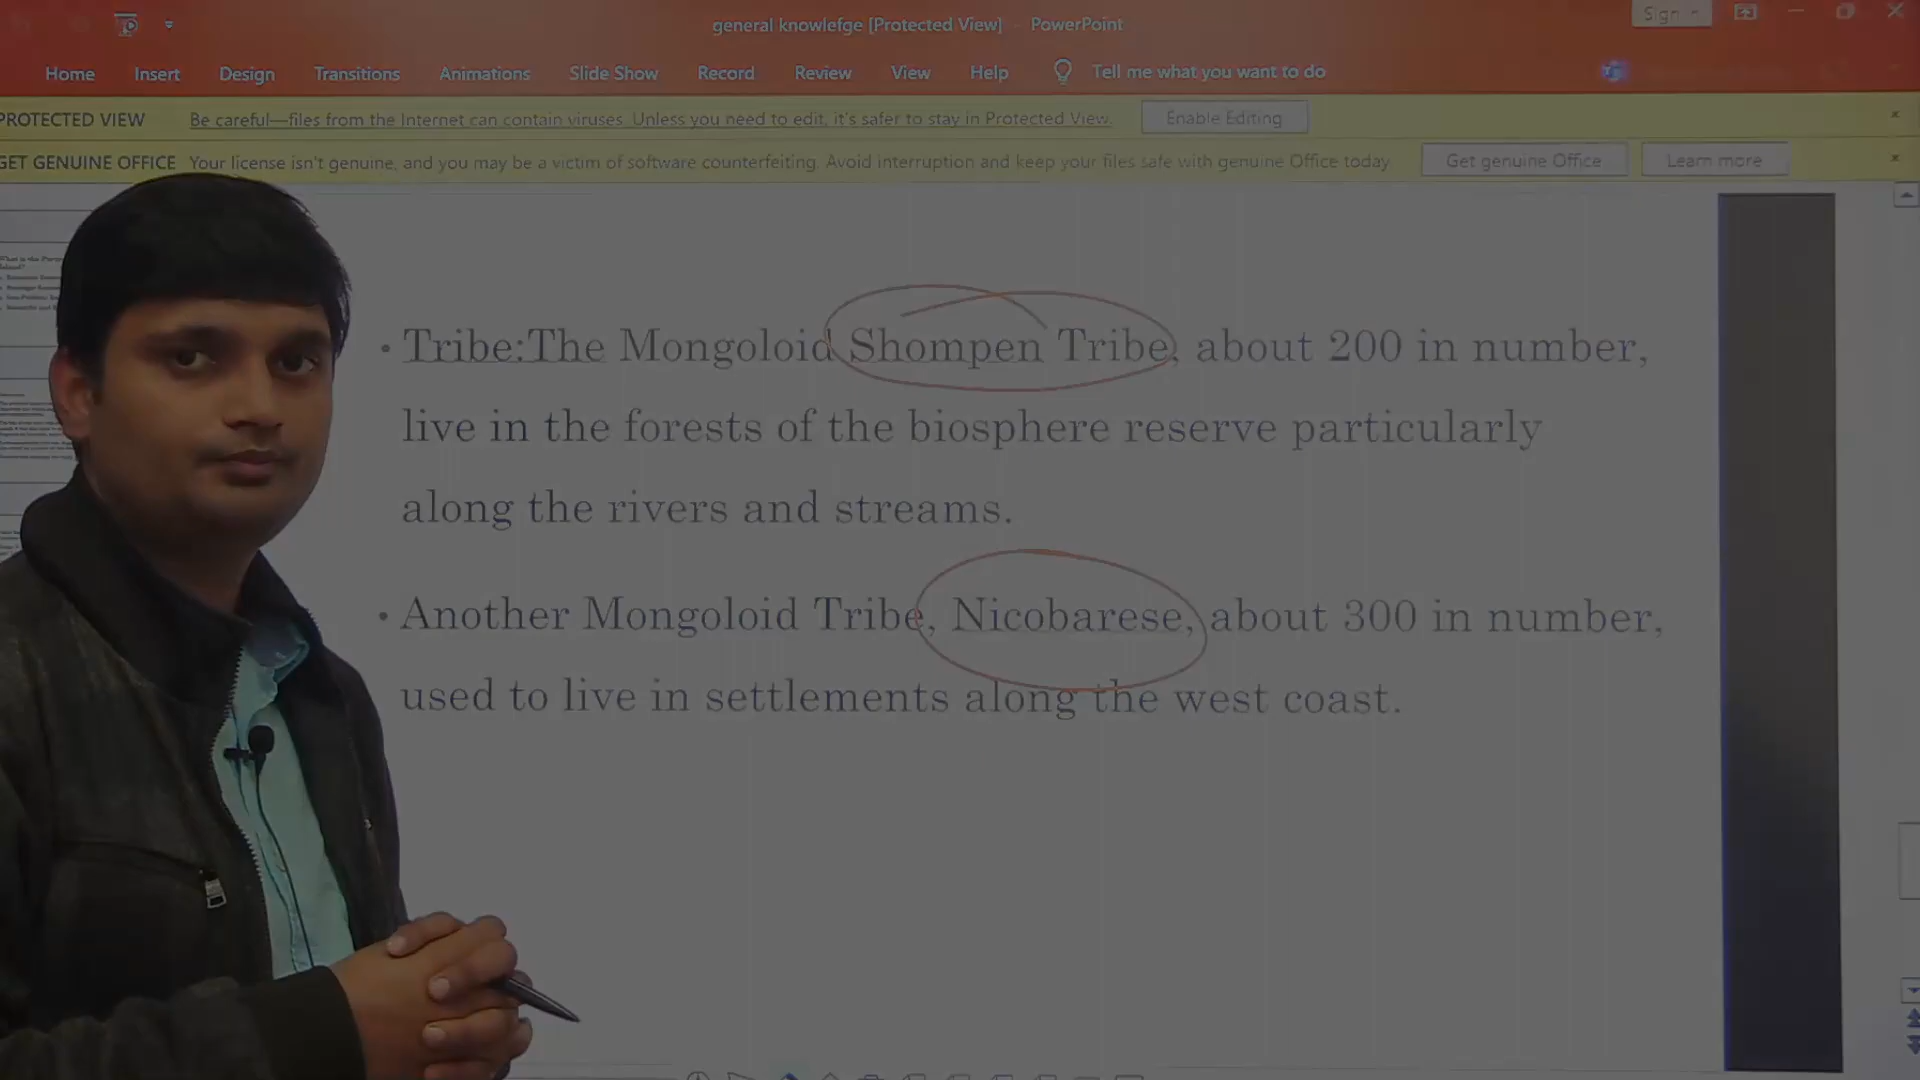 general knowlefge [Protected View] - PowerPoint
Sign
Home Insert Design Transitions Animations Slide Show Record Review View Help Tell me what you want to do
PROTECTED VIEW Be careful—files from the Internet can contain viruses. Unless you need to edit, it's safer to stay in Protected View. Enable Editing
GET GENUINE OFFICE Your license isn't genuine, and you may be a victim of software counterfeiting. Avoid interruption and keep your files safe with genuine Office today Get genuine Office Learn more
• Tribe:The Mongoloid Shompen Tribe, about 200 in number,
live in the forests of the biosphere reserve particularly
along the rivers and streams.
• Another Mongoloid Tribe, Nicobarese, about 300 in number,
used to live in settlements along the west coast.